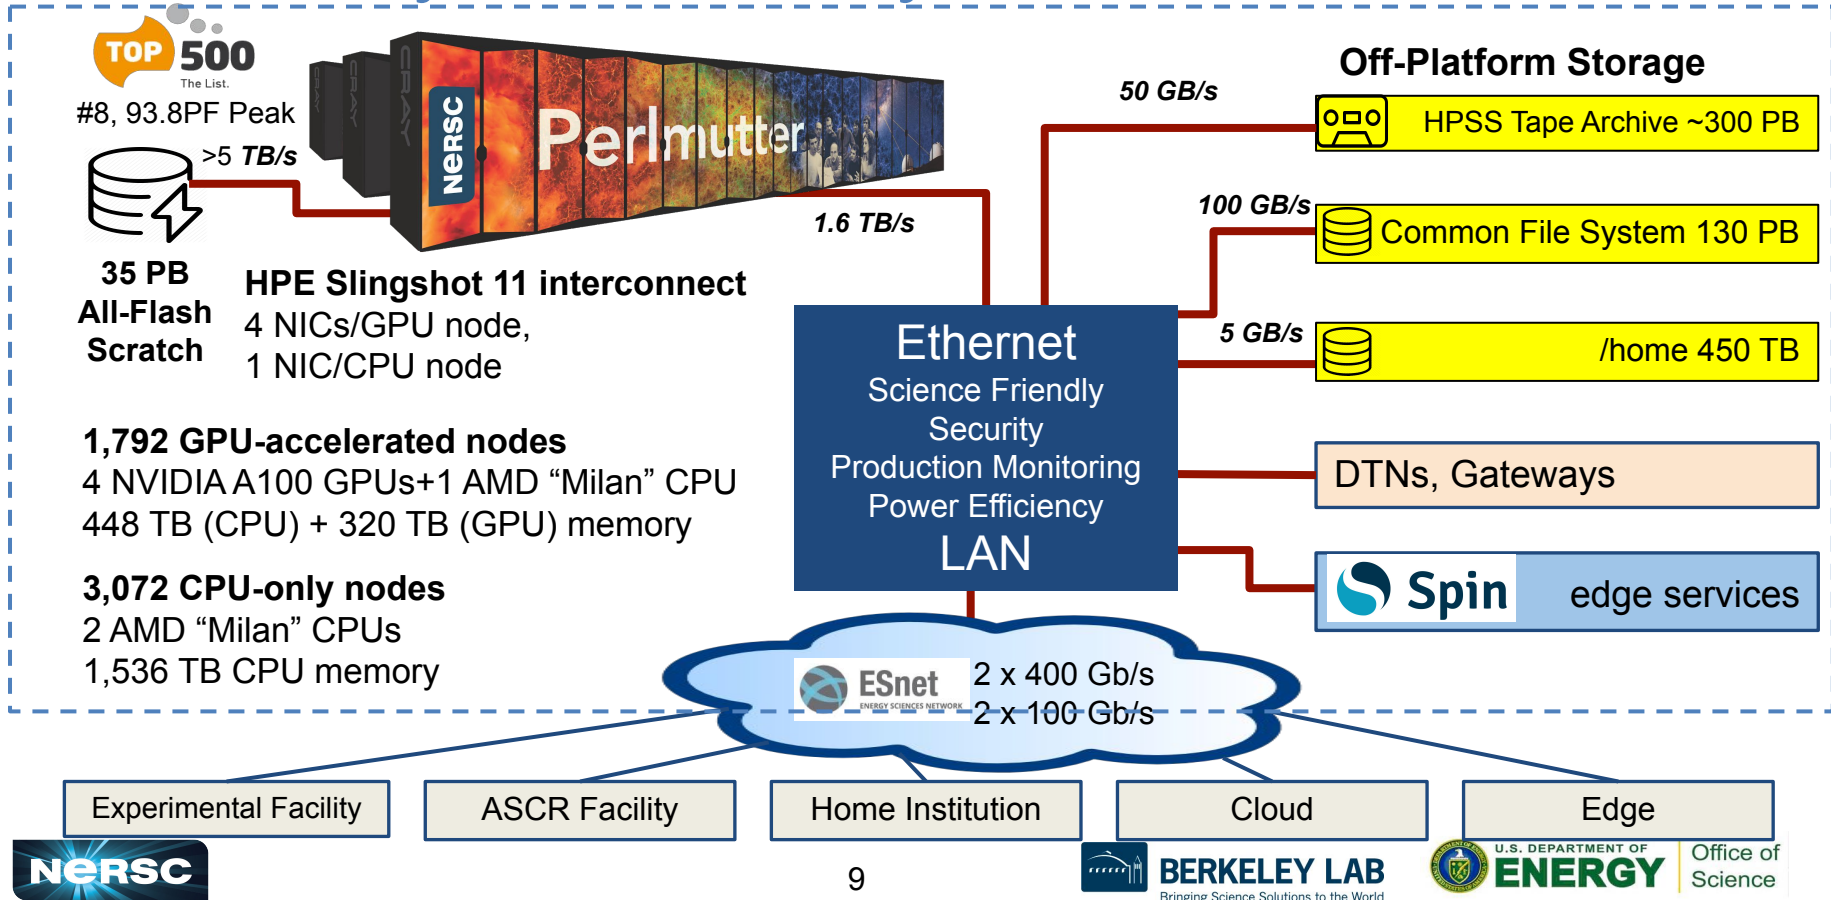 TOP 500
The List.
#8, 93.8PF Peak
>5 TB/s
35 PB
All-Flash
Scratch
CRAY
CRAY
CRAY
NERSC
Perlmutter
1.6 TB/s
HPE Slingshot 11 interconnect
4 NICs/GPU node,
1 NIC/CPU node
1,792 GPU-accelerated nodes
4 NVIDIA A100 GPUs+1 AMD “Milan” CPU
448 TB (CPU) + 320 TB (GPU) memory
3,072 CPU-only nodes
2 AMD “Milan” CPUs
1,536 TB CPU memory
Off-Platform Storage
50 GB/s
HPSS Tape Archive ~300 PB
100 GB/s
Common File System 130 PB
5 GB/s
/home 450 TB
Ethernet
Science Friendly
Security
Production Monitoring
Power Efficiency
LAN
DTNs, Gateways
Spin edge services
ESnet
ENERGY SCIENCES NETWORK
2 x 400 Gb/s
2 x 100 Gb/s
Experimental Facility
ASCR Facility
Home Institution
Cloud
Edge
NERSC
9
BERKELEY LAB
Bringing Science Solutions to the World
U.S. DEPARTMENT OF
ENERGY
Office of
Science